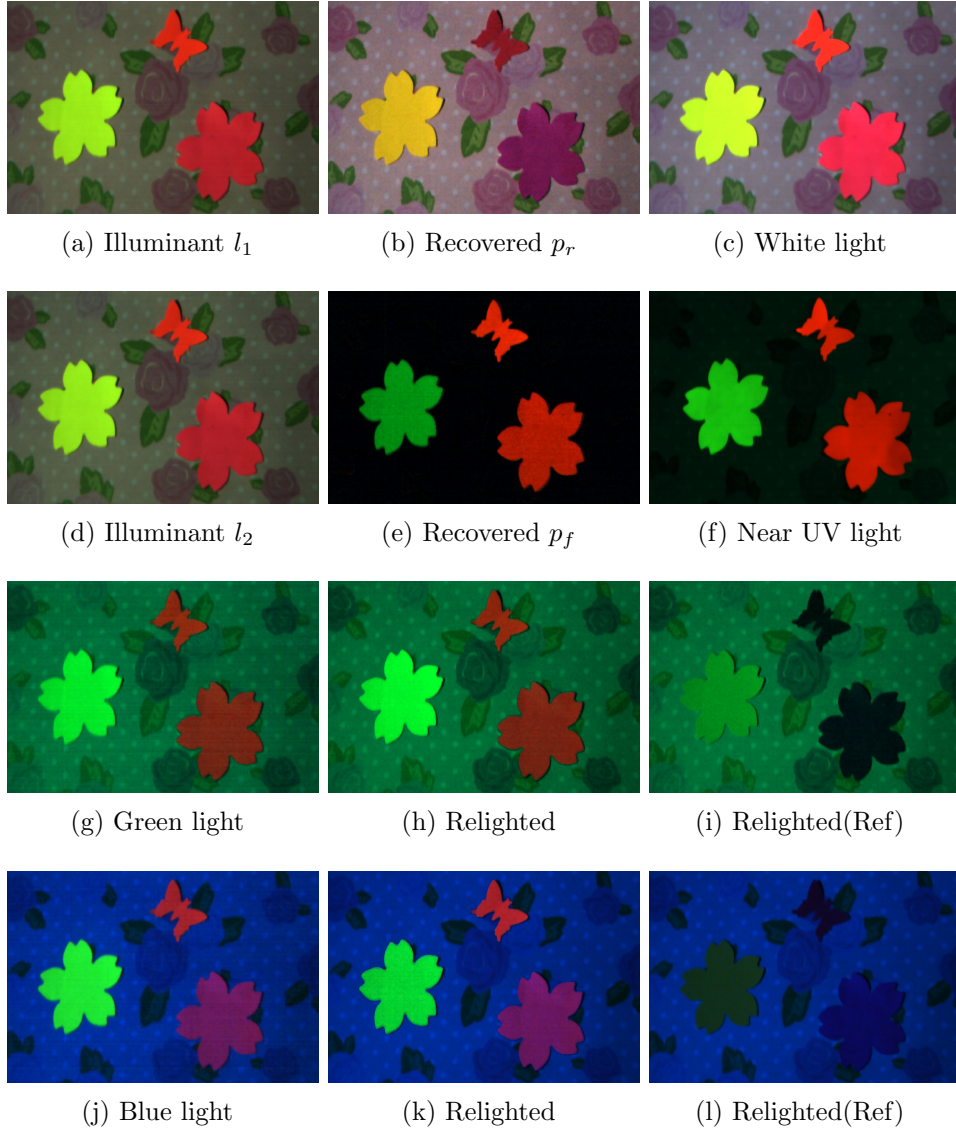 (a) Illuminant l₁
(b) Recovered pᵣ
(c) White light
(d) Illuminant l₂
(e) Recovered p_f
(f) Near UV light
(g) Green light
(h) Relighted
(i) Relighted(Ref)
(j) Blue light
(k) Relighted
(l) Relighted(Ref)